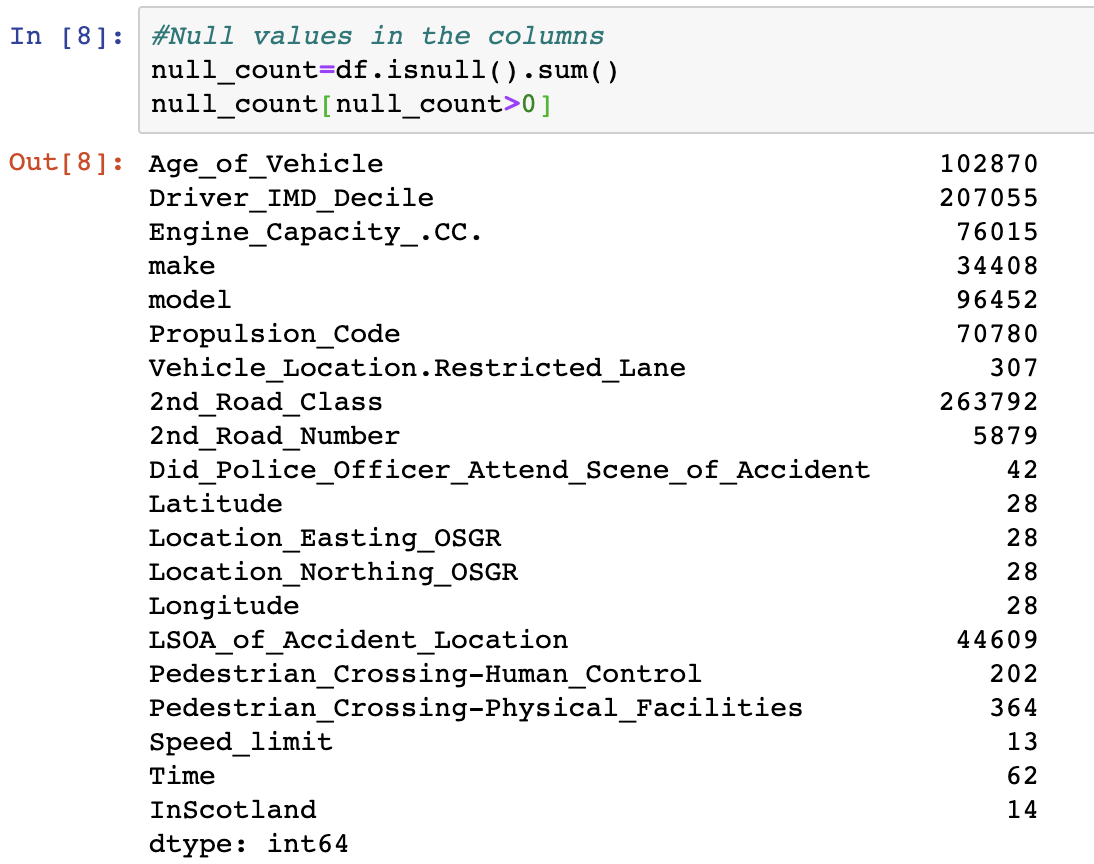 In [8]: #Null values in the columns
null_count=df.isnull().sum()
null_count[null_count>0]
Out[8]: Age_of_Vehicle 102870
Driver_IMD_Decile 207055
Engine_Capacity_.CC. 76015
make 34408
model 96452
Propulsion_Code 70780
Vehicle_Location.Restricted_Lane 307
2nd_Road_Class 263792
2nd_Road_Number 5879
Did_Police_Officer_Attend_Scene_of_Accident 42
Latitude 28
Location_Easting_OSGR 28
Location_Northing_OSGR 28
Longitude 28
LSOA_of_Accident_Location 44609
Pedestrian_Crossing-Human_Control 202
Pedestrian_Crossing-Physical_Facilities 364
Speed_limit 13
Time 62
InScotland 14
dtype: int64